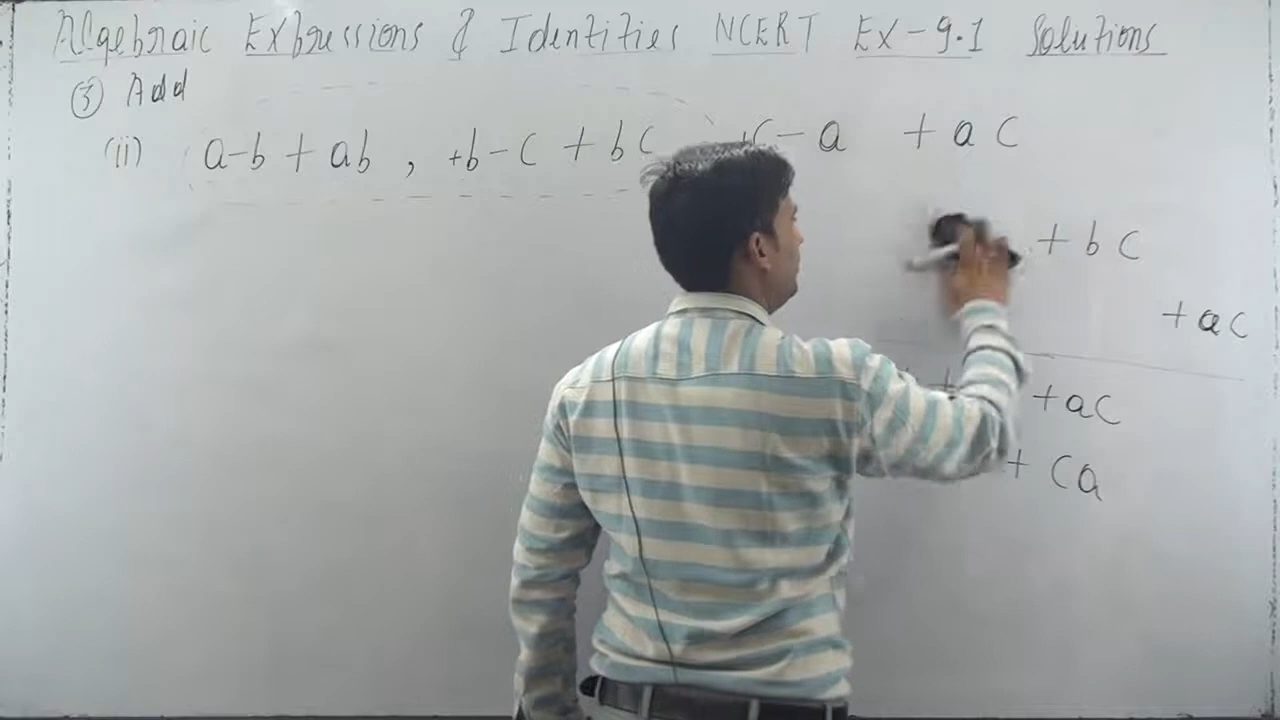 Algebraic Expressions & Identities NCERT EX-9.1 Solutions
③ Add
(ii) a-b+ab, +b-c+bc +c-a +ac
+bc
+ac
+ac
+ ca